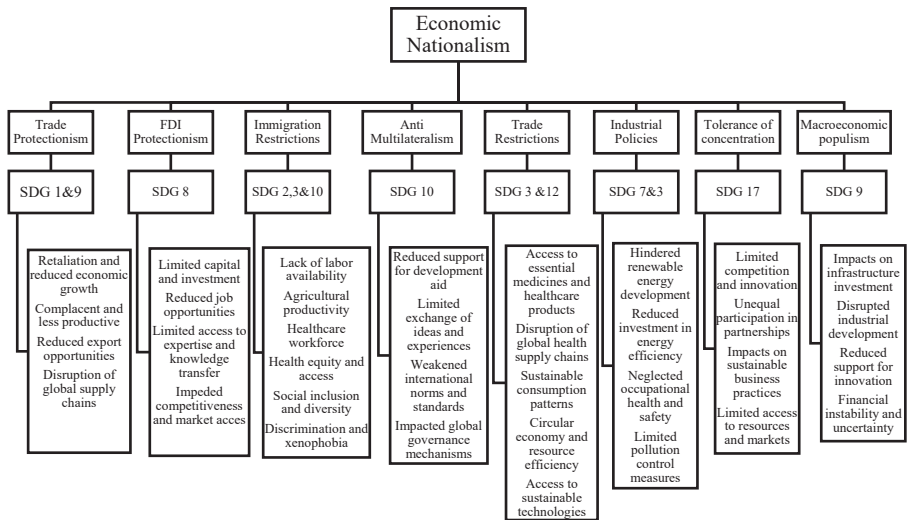 Economic
Nationalism
Trade
Protectionism
FDI
Protectionism
Immigration
Restrictions
Anti
Multilateralism
Trade
Restrictions
Industrial
Policies
Tolerance of
concentration
Macroeconomic
populism
SDG 1&9
SDG 8
SDG 2,3&10
SDG 10
SDG 3 &12
SDG 7&3
SDG 17
SDG 9
Retaliation and
reduced economic
growth
Complacent and
less productive
Reduced export
opportunities
Disruption of
global supply
chains
Limited capital
and investment
Reduced job
opportunities
Limited access to
expertise and
knowledge
transfer
Impeded
competitiveness
and market acces
Lack of labor
availability
Agricultural
productivity
Healthcare
workforce
Health equity and
access
Social inclusion
and diversity
Discrimination and
xenophobia
Reduced support
for development
aid
Limited
exchange of
ideas and
experiences
Weakened
international
norms and
standards
Impacted global
governance
mechanisms
Access to
essential
medicines and
healthcare
products
Disruption of
global health
supply chains
Sustainable
consumption
patterns
Circular
economy and
resource
efficiency
Access to
sustainable
technologies
Hindered
renewable
energy
development
Reduced
investment in
energy
efficiency
Neglected
occupational
health and
safety
Limited
pollution
control
measures
Limited
competition
and innovation
Unequal
participation in
partnerships
Impacts on
sustainable
business
practices
Limited access
to resources
and markets
Impacts on
infrastructure
investment
Disrupted
industrial
development
Reduced
support for
innovation
Financial
instability and
uncertainty